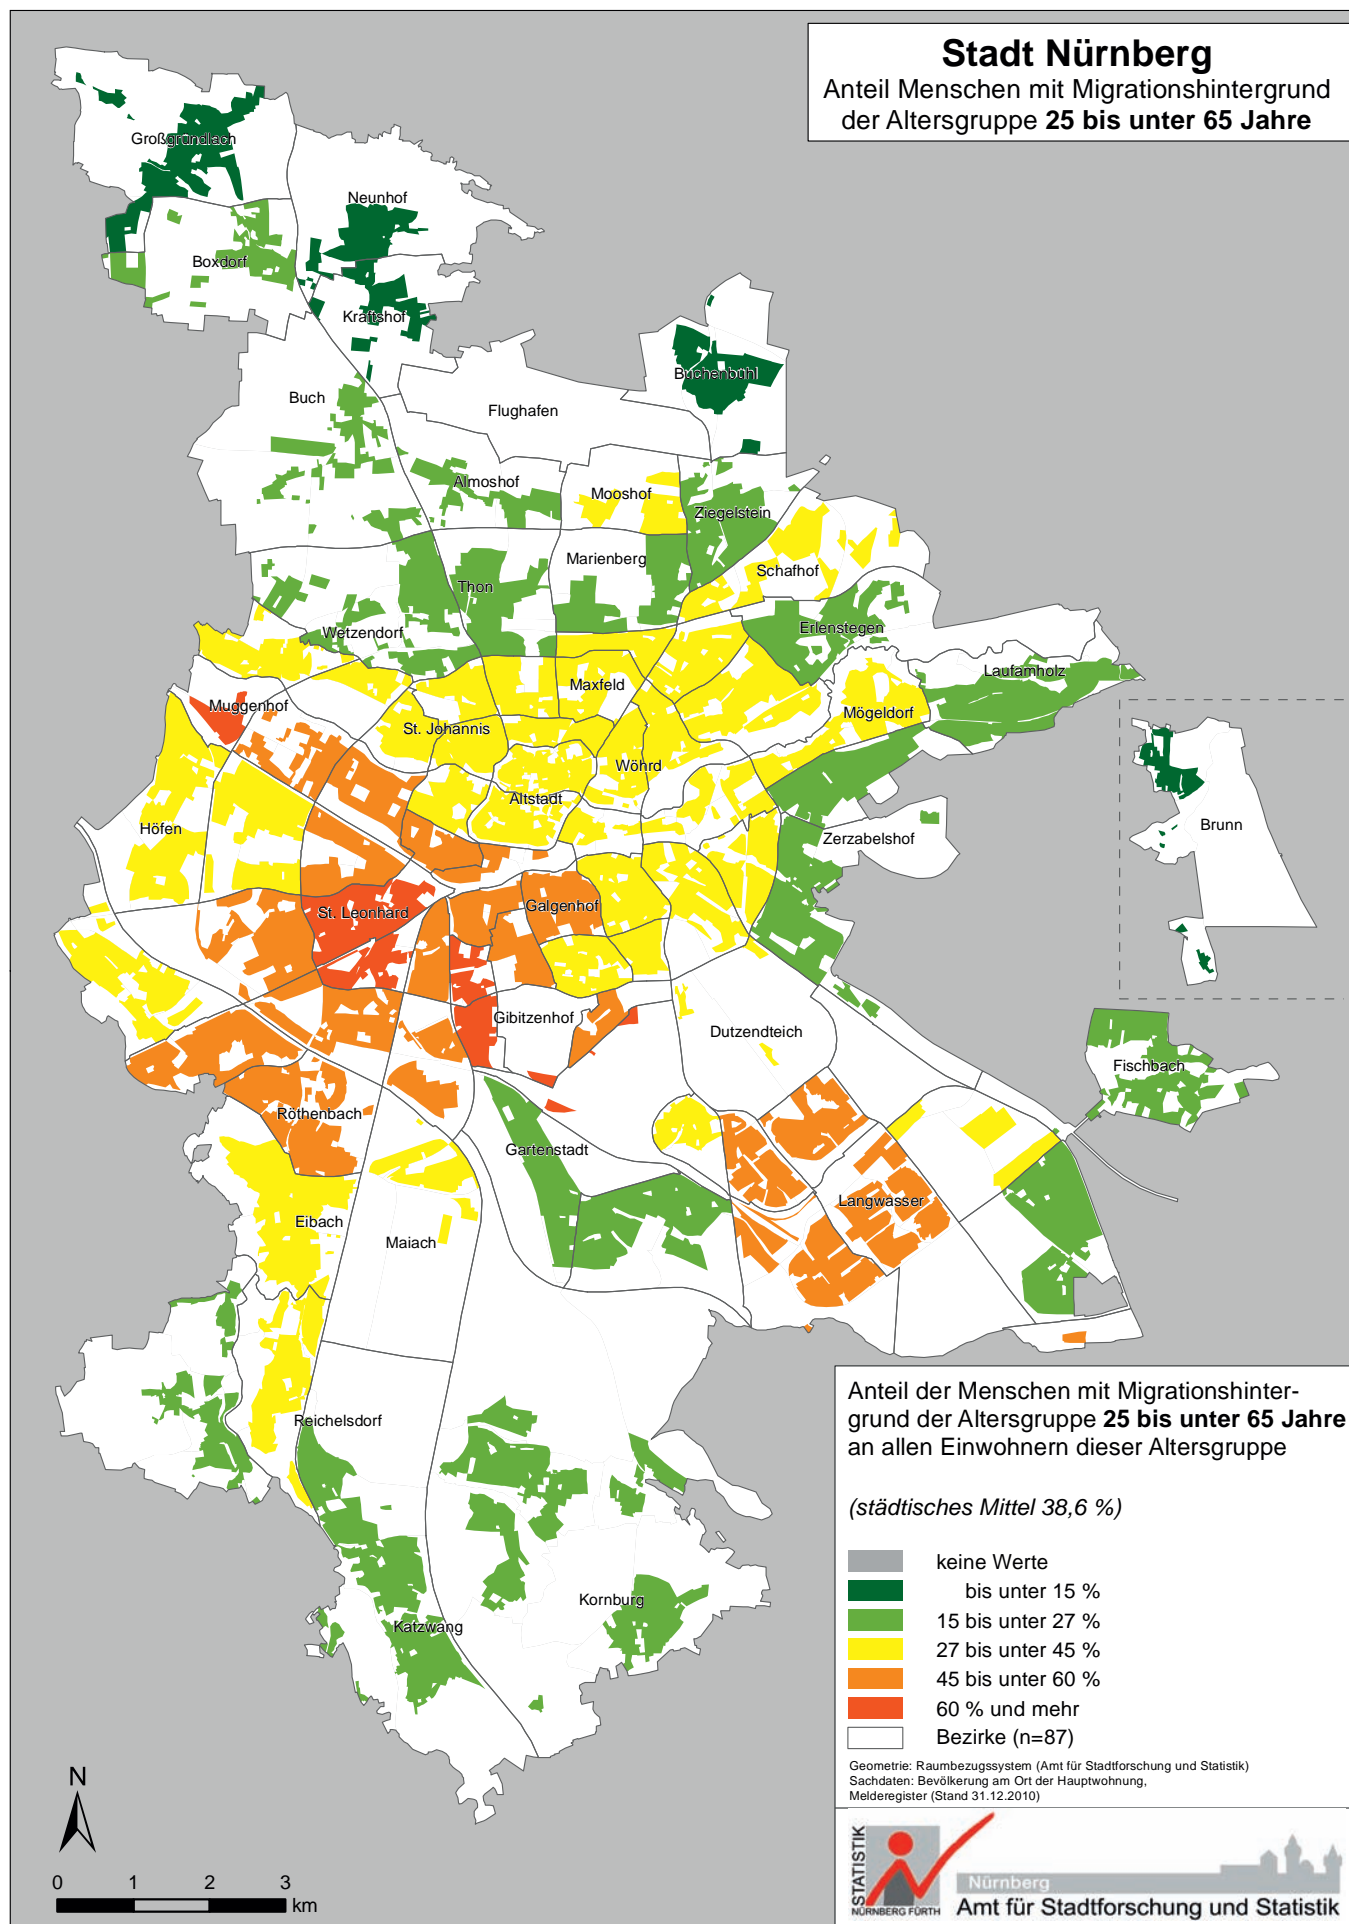 Stadt Nürnberg
Anteil Menschen mit Migrationshintergrund
der Altersgruppe 25 bis unter 65 Jahre
Großgründlach
Neunhof
Boxdorf
Kraftshof
Buchenbühl
Buch
Flughafen
Almoshof
Mooshof
Ziegelstein
Marienberg
Schafhof
Thon
Wetzendorf
Erlenstegen
Laufamholz
Maxfeld
Muggenhof
Mögeldorf
St. Johannis
Wöhrd
Altstadt
Höfen
Zerzabelshof
Brunn
St. Leonhard
Galgenhof
Gibitzenhof
Dutzendteich
Fischbach
Röthenbach
Gartenstadt
Langwasser
Eibach
Maiach
Reichelsdorf
Kornburg
Katzwang
Anteil der Menschen mit Migrationshinter-
grund der Altersgruppe 25 bis unter 65 Jahre
an allen Einwohnern dieser Altersgruppe
(städtisches Mittel 38,6 %)
keine Werte
bis unter 15 %
15 bis unter 27 %
27 bis unter 45 %
45 bis unter 60 %
60 % und mehr
Bezirke (n=87)
Geometrie: Raumbezugssystem (Amt für Stadtforschung und Statistik)
Sachdaten: Bevölkerung am Ort der Hauptwohnung,
Melderegister (Stand 31.12.2010)
N
0 1 2 3
km
STATISTIK
NÜRNBERG FÜRTH
Nürnberg
Amt für Stadtforschung und Statistik